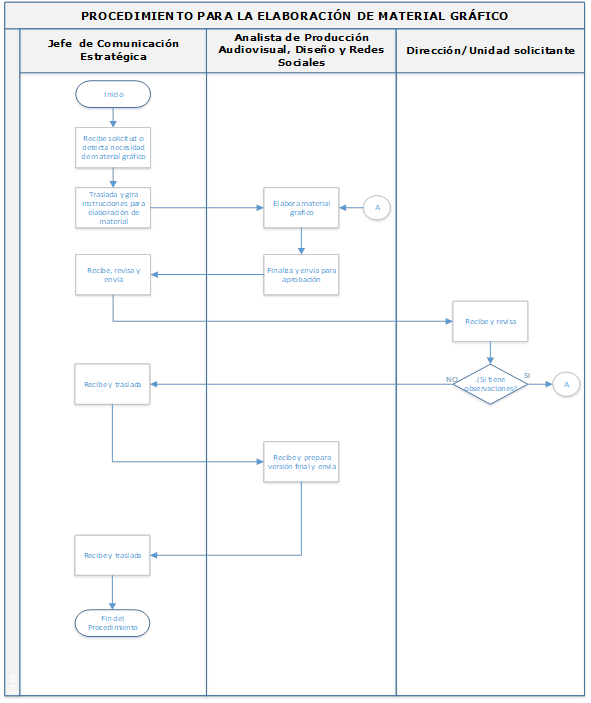 PROCEDIMIENTO PARA LA ELABORACIÓN DE MATERIAL GRÁFICO
Jefe de Comunicación
Estratégica
Analista de Producción
Audiovisual, Diseño y Redes
Sociales
Dirección/Unidad solicitante
Inicio
Recibe solicitud o
detecta necesidad
de material gráfico
Traslada y gira
instrucciones para
elaboración de
material
Elabora material
grafico
A
Recibe, revisa y
envía
Finaliza y envía para
aprobación
Recibe y revisa
Recibe y traslada
NO
¿Si tiene
observaciones?
SI
A
Recibe y prepara
versión final y envía
Recibe y traslada
Fin del
Procedimiento